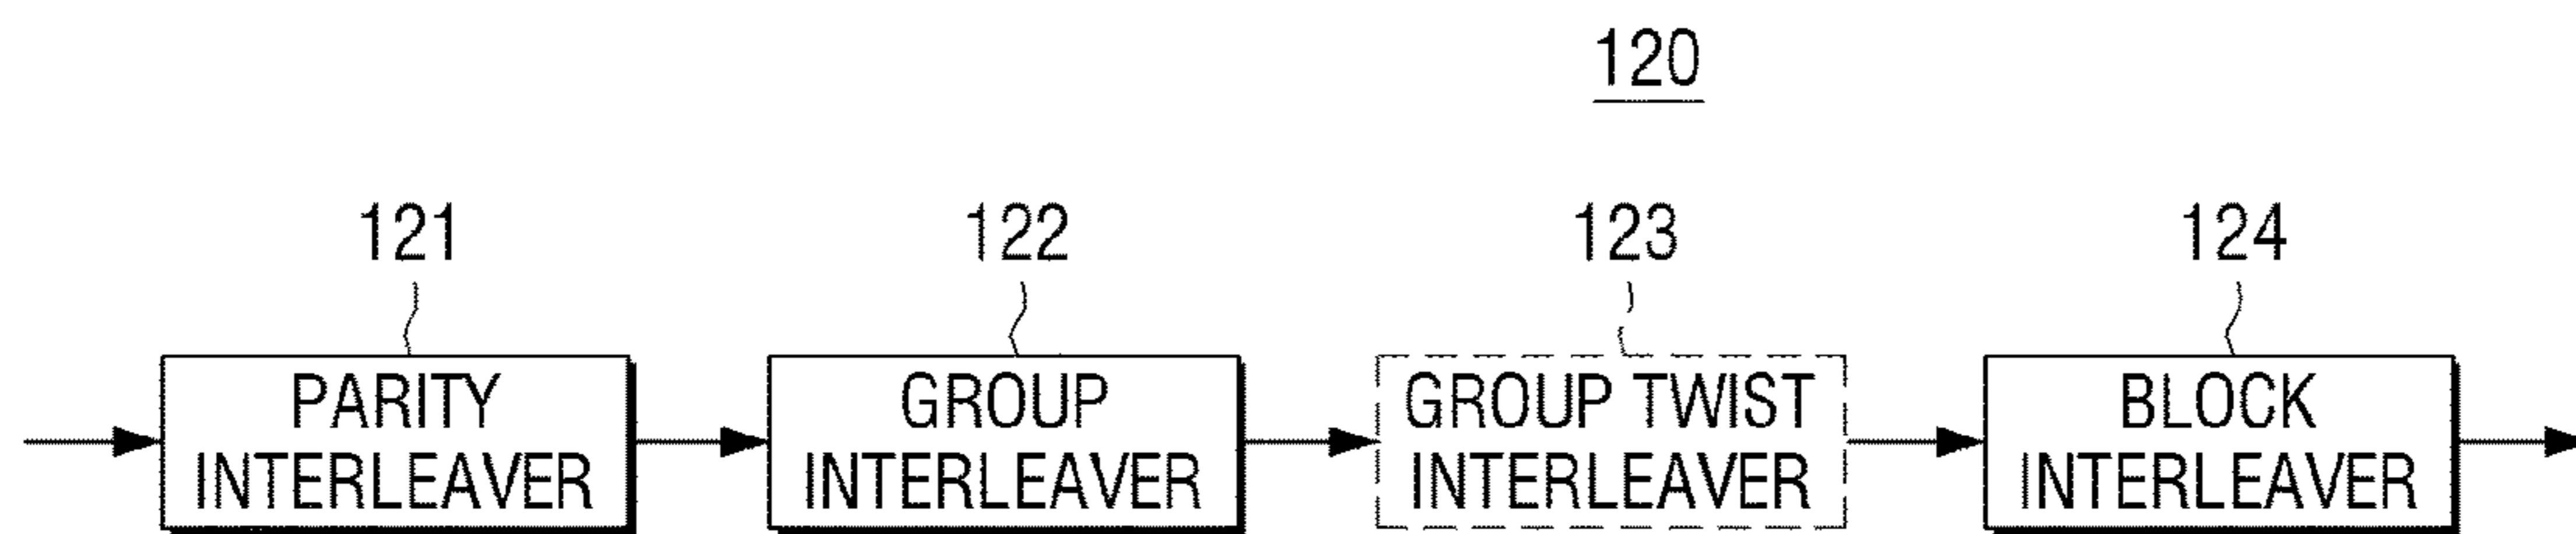 120
121
122
123
124
PARITY
INTERLEAVER
GROUP
INTERLEAVER
GROUP TWIST
INTERLEAVER
BLOCK
INTERLEAVER